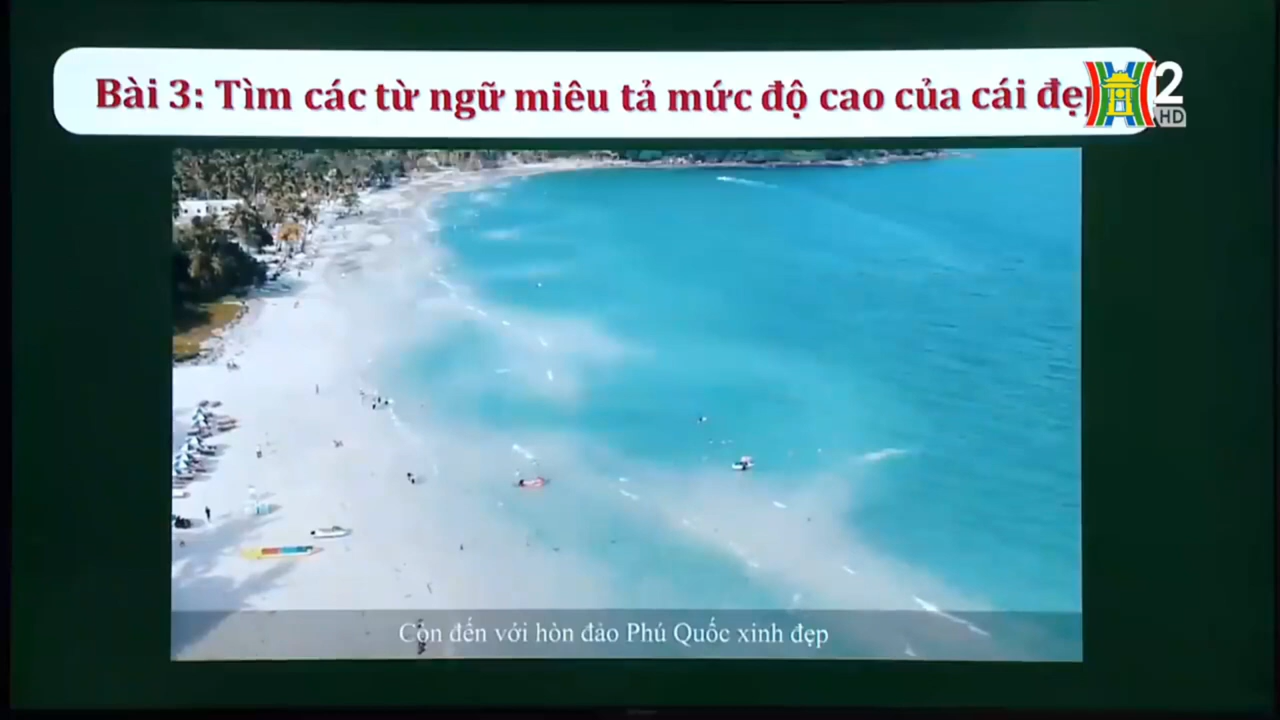 Bài 3: Tìm các từ ngữ miêu tả mức độ cao của cái đẹp
2
HD
Còn đến với hòn đảo Phú Quốc xinh đẹp